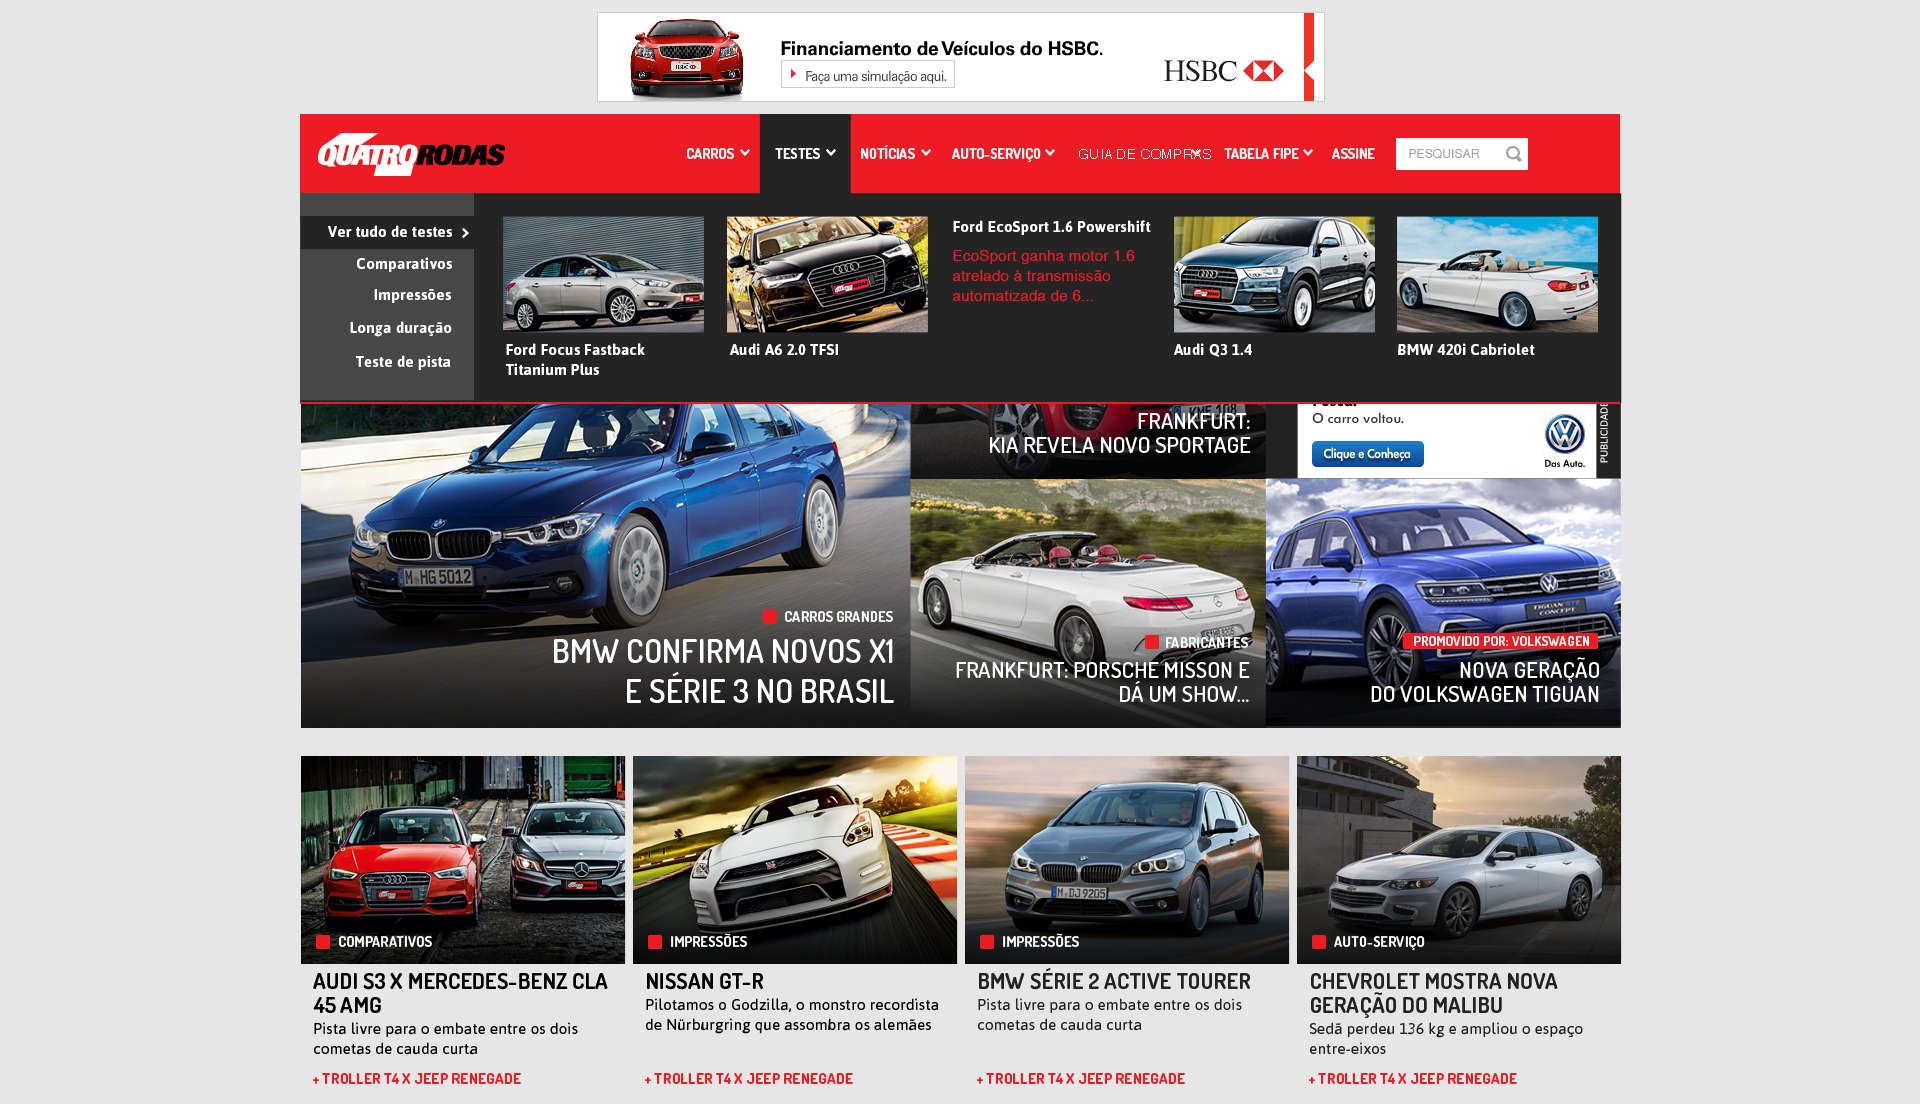 Financiamento de Veículos do HSBC.
Faça uma simulação aqui.
HSBC
QUATRO RODAS
CARROS
TESTES
NOTÍCIAS
AUTO-SERVIÇO
GUIA DE COMPRAS
TABELA FIPE
ASSINE
PESQUISAR
Ver tudo de testes
Comparativos
Impressões
Longa duração
Teste de pista
Ford Focus Fastback
Titanium Plus
Audi A6 2.0 TFSI
Ford EcoSport 1.6 Powershift
EcoSport ganha motor 1.6
atrelado à transmissão
automatizada de 6...
Audi Q3 1.4
BMW 420i Cabriolet
M HG 5012
CARROS GRANDES
BMW CONFIRMA NOVOS X1
E SÉRIE 3 NO BRASIL
FRANKFURT:
KIA REVELA NOVO SPORTAGE
O carro voltou.
Clique e Conheça
Das Auto.
PUBLICIDADE
FABRICANTES
FRANKFURT: PORSCHE MISSON E
DÁ UM SHOW...
TIGUAN GTE
CONCEPT
PROMOVIDO POR: VOLKSWAGEN
NOVA GERAÇÃO
DO VOLKSWAGEN TIGUAN
COMPARATIVOS
AUDI S3 X MERCEDES-BENZ CLA
45 AMG
Pista livre para o embate entre os dois
cometas de cauda curta
+ TROLLER T4 X JEEP RENEGADE
IMPRESSÕES
NISSAN GT-R
Pilotamos o Godzilla, o monstro recordista
de Nürburgring que assombra os alemães
+ TROLLER T4 X JEEP RENEGADE
M DJ 9205
IMPRESSÕES
BMW SÉRIE 2 ACTIVE TOURER
Pista livre para o embate entre os dois
cometas de cauda curta
+ TROLLER T4 X JEEP RENEGADE
AUTO-SERVIÇO
CHEVROLET MOSTRA NOVA
GERAÇÃO DO MALIBU
Sedã perdeu 136 kg e ampliou o espaço
entre-eixos
+ TROLLER T4 X JEEP RENEGADE